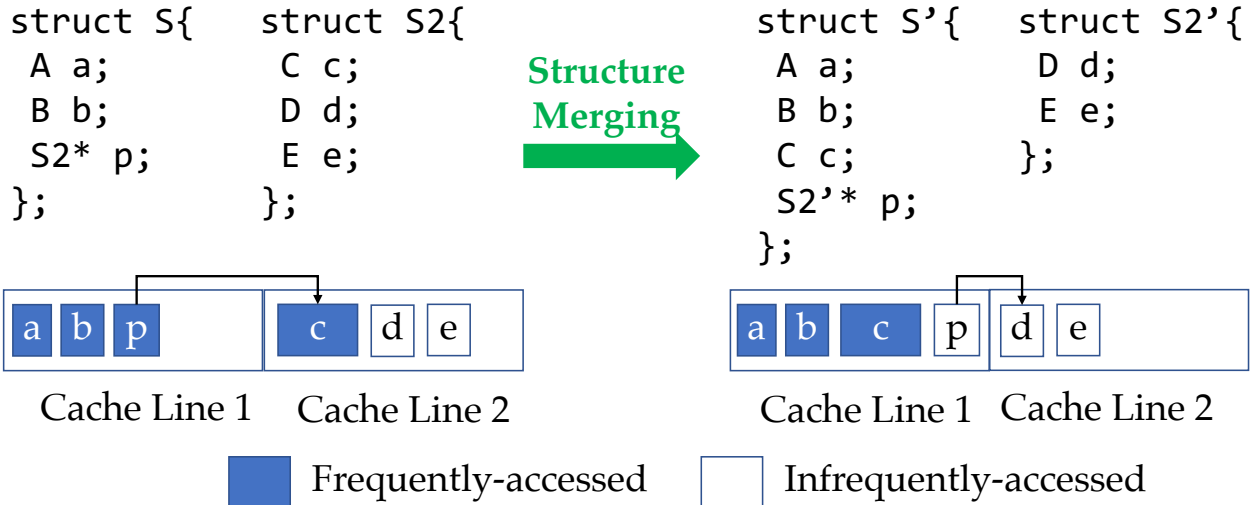 struct S{
A a;
B b;
S2* p;
};
struct S2{
C c;
D d;
E e;
};
Structure
Merging
struct S’{
A a;
B b;
C c;
S2’* p;
};
struct S2’{
D d;
E e;
};
a b p c d e
a b c p d e
Cache Line 1 Cache Line 2
Cache Line 1 Cache Line 2
Frequently-accessed Infrequently-accessed